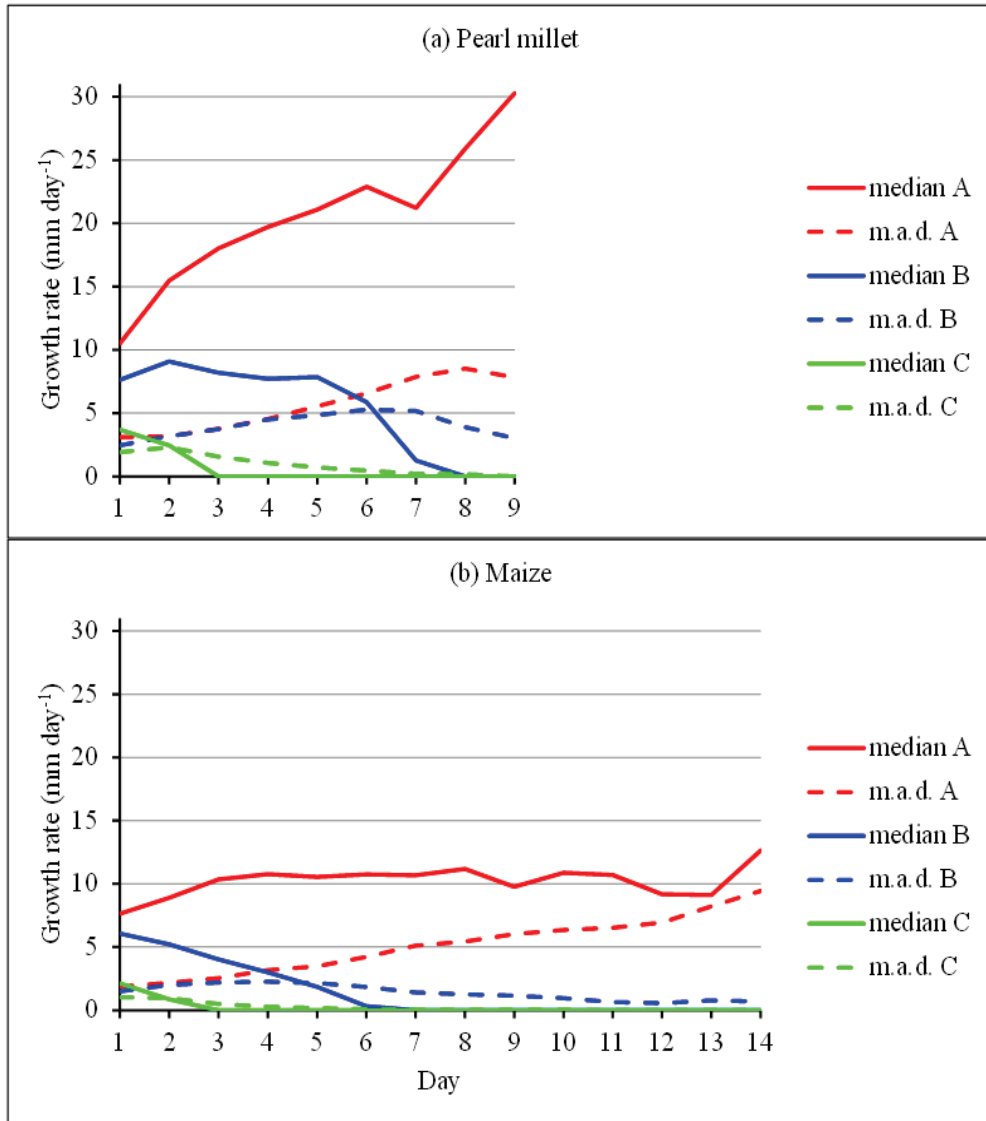 (a) Pearl millet
Growth rate (mm day⁻¹)
30
25
20
15
10
5
0
1 2 3 4 5 6 7 8 9
median A
m.a.d. A
median B
m.a.d. B
median C
m.a.d. C
(b) Maize
Growth rate (mm day⁻¹)
30
25
20
15
10
5
0
1 2 3 4 5 6 7 8 9 10 11 12 13 14
Day
median A
m.a.d. A
median B
m.a.d. B
median C
m.a.d. C